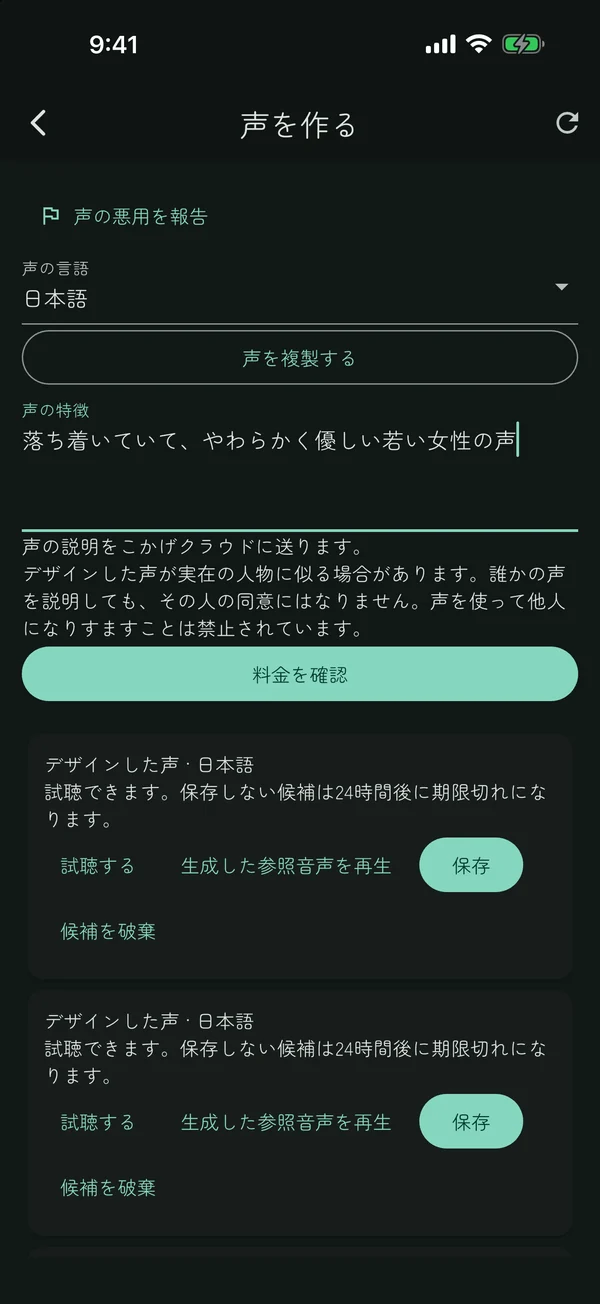 9:41
声を作る
声の悪用を報告
声の言語
日本語
声を複製する
声の特徴
落ち着いていて、やわらかく優しい若い女性の声
声の説明をこかげクラウドに送ります。
デザインした声が実在の人物に似る場合があります。誰かの声
を説明しても、その人の同意にはなりません。声を使って他人
になりすますことは禁止されています。
料金を確認
デザインした声・日本語
試聴できます。保存しない候補は24時間後に期限切れにな
ります。
試聴する 生成した参照音声を再生 保存
候補を破棄
デザインした声・日本語
試聴できます。保存しない候補は24時間後に期限切れにな
ります。
試聴する 生成した参照音声を再生 保存
候補を破棄